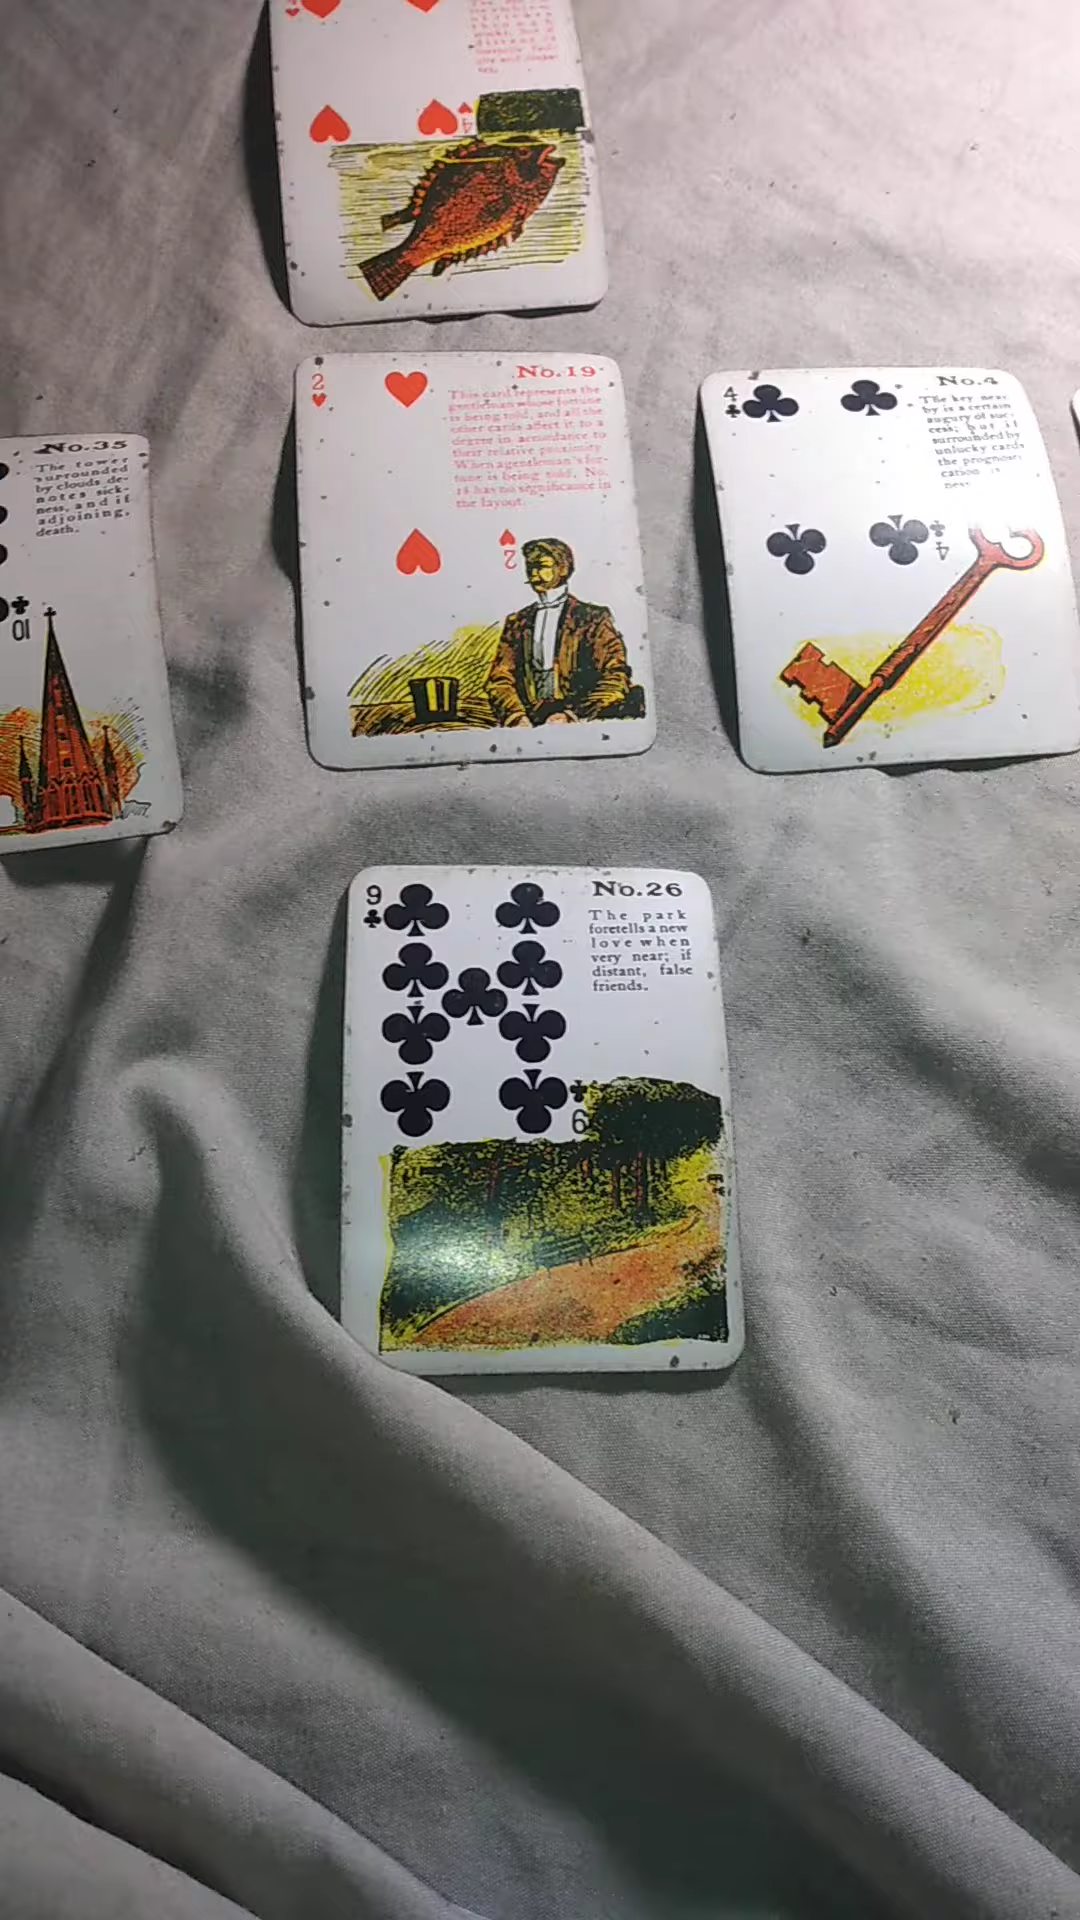 4
No.19
2
This card represents the
gentleman whose fortune
is being told, and all the
other cards affect it to a
degree in accordance to
their relative proximity.
When a gentleman's for-
tune is being told, No.
has no significance in
the layout.
2
No.4
4
The key near
by is a certain
augury of suc-
cess; but if
surrounded by
unlucky cards
the prognosti-
cation is
4
No.35
The tower
surrounded
by clouds de-
notes sick-
ness, and if
adjoining,
death.
10
9
No.26
The park
foretells a new
love when
very near; if
distant, false
friends.
9